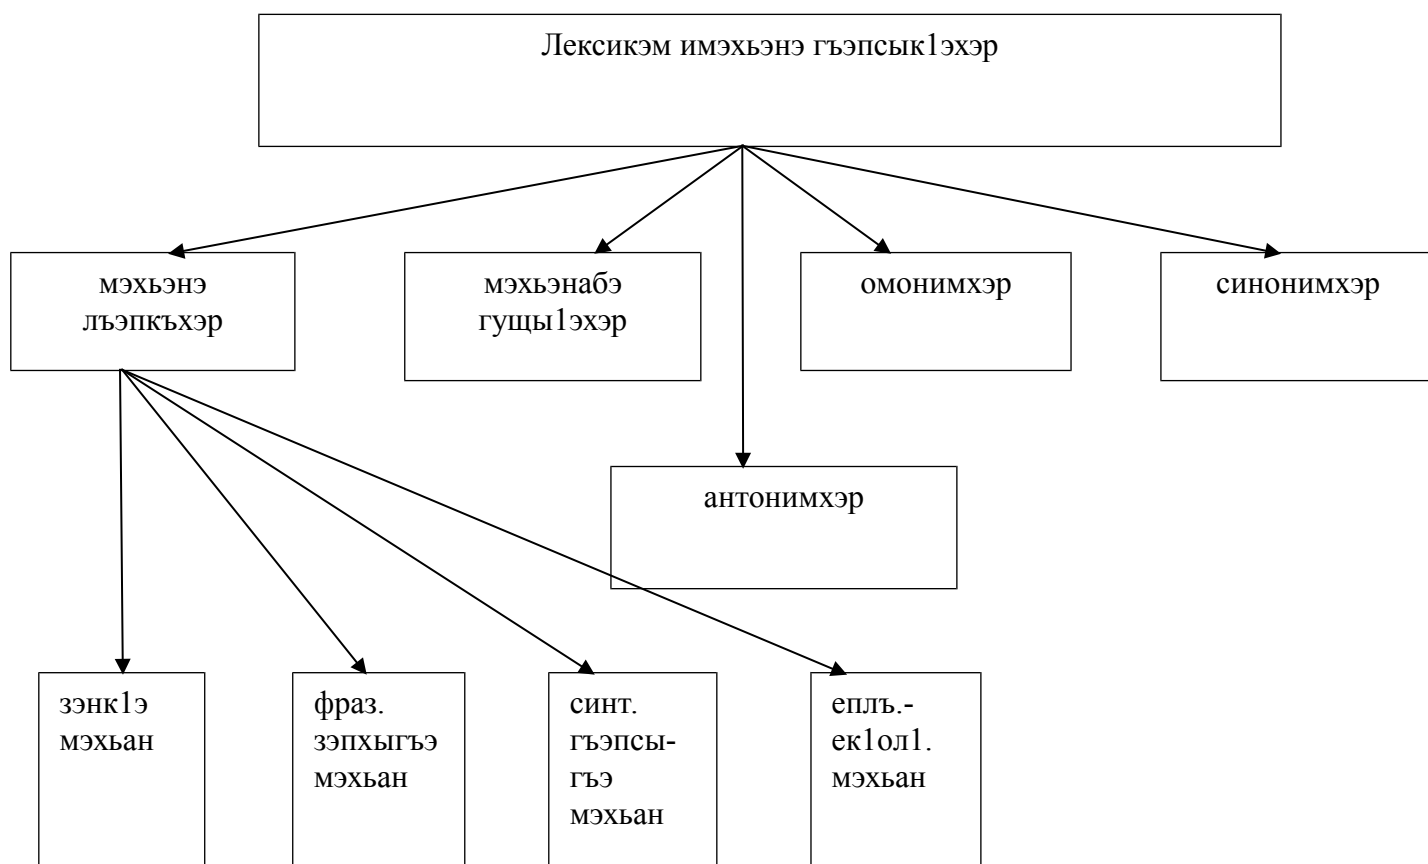 Лексикэм имэхьэнэ гъэпсык1эхэр
мэхьэнэ
лъэпкъхэр
мэхьэнабэ
гущы1эхэр
омонимхэр
синонимхэр
антонимхэр
зэнк1э
мэхьан
фраз.
зэпхыгъэ
мэхьан
синт.
гъэпсы-
гъэ
мэхьан
еплъ.-
ек1ол1.
мэхьан